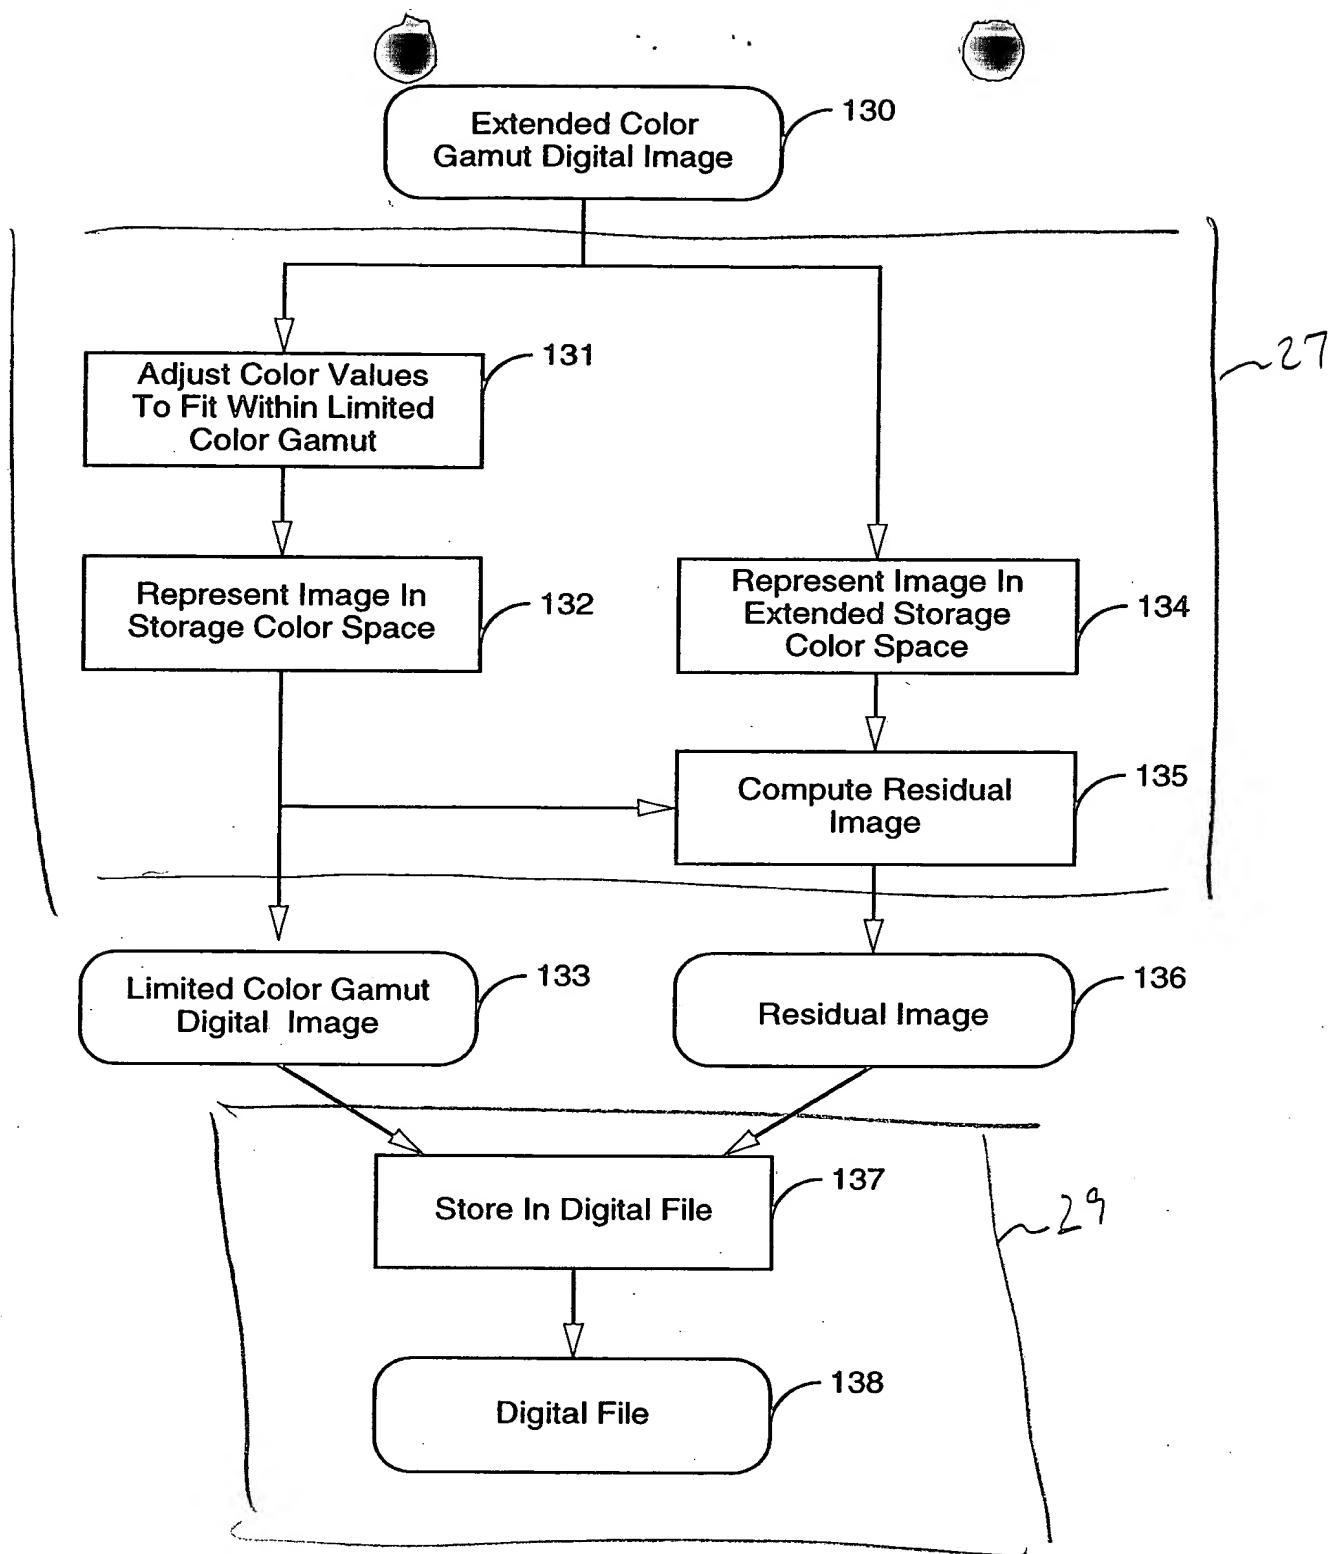 Extended Color
Gamut Digital Image
130
131
Adjust Color Values
To Fit Within Limited
Color Gamut
27
Represent Image In
Storage Color Space
132
Represent Image In
Extended Storage
Color Space
134
Compute Residual
Image
135
Limited Color Gamut
Digital Image
133
Residual Image
136
Store In Digital File
137
29
Digital File
138